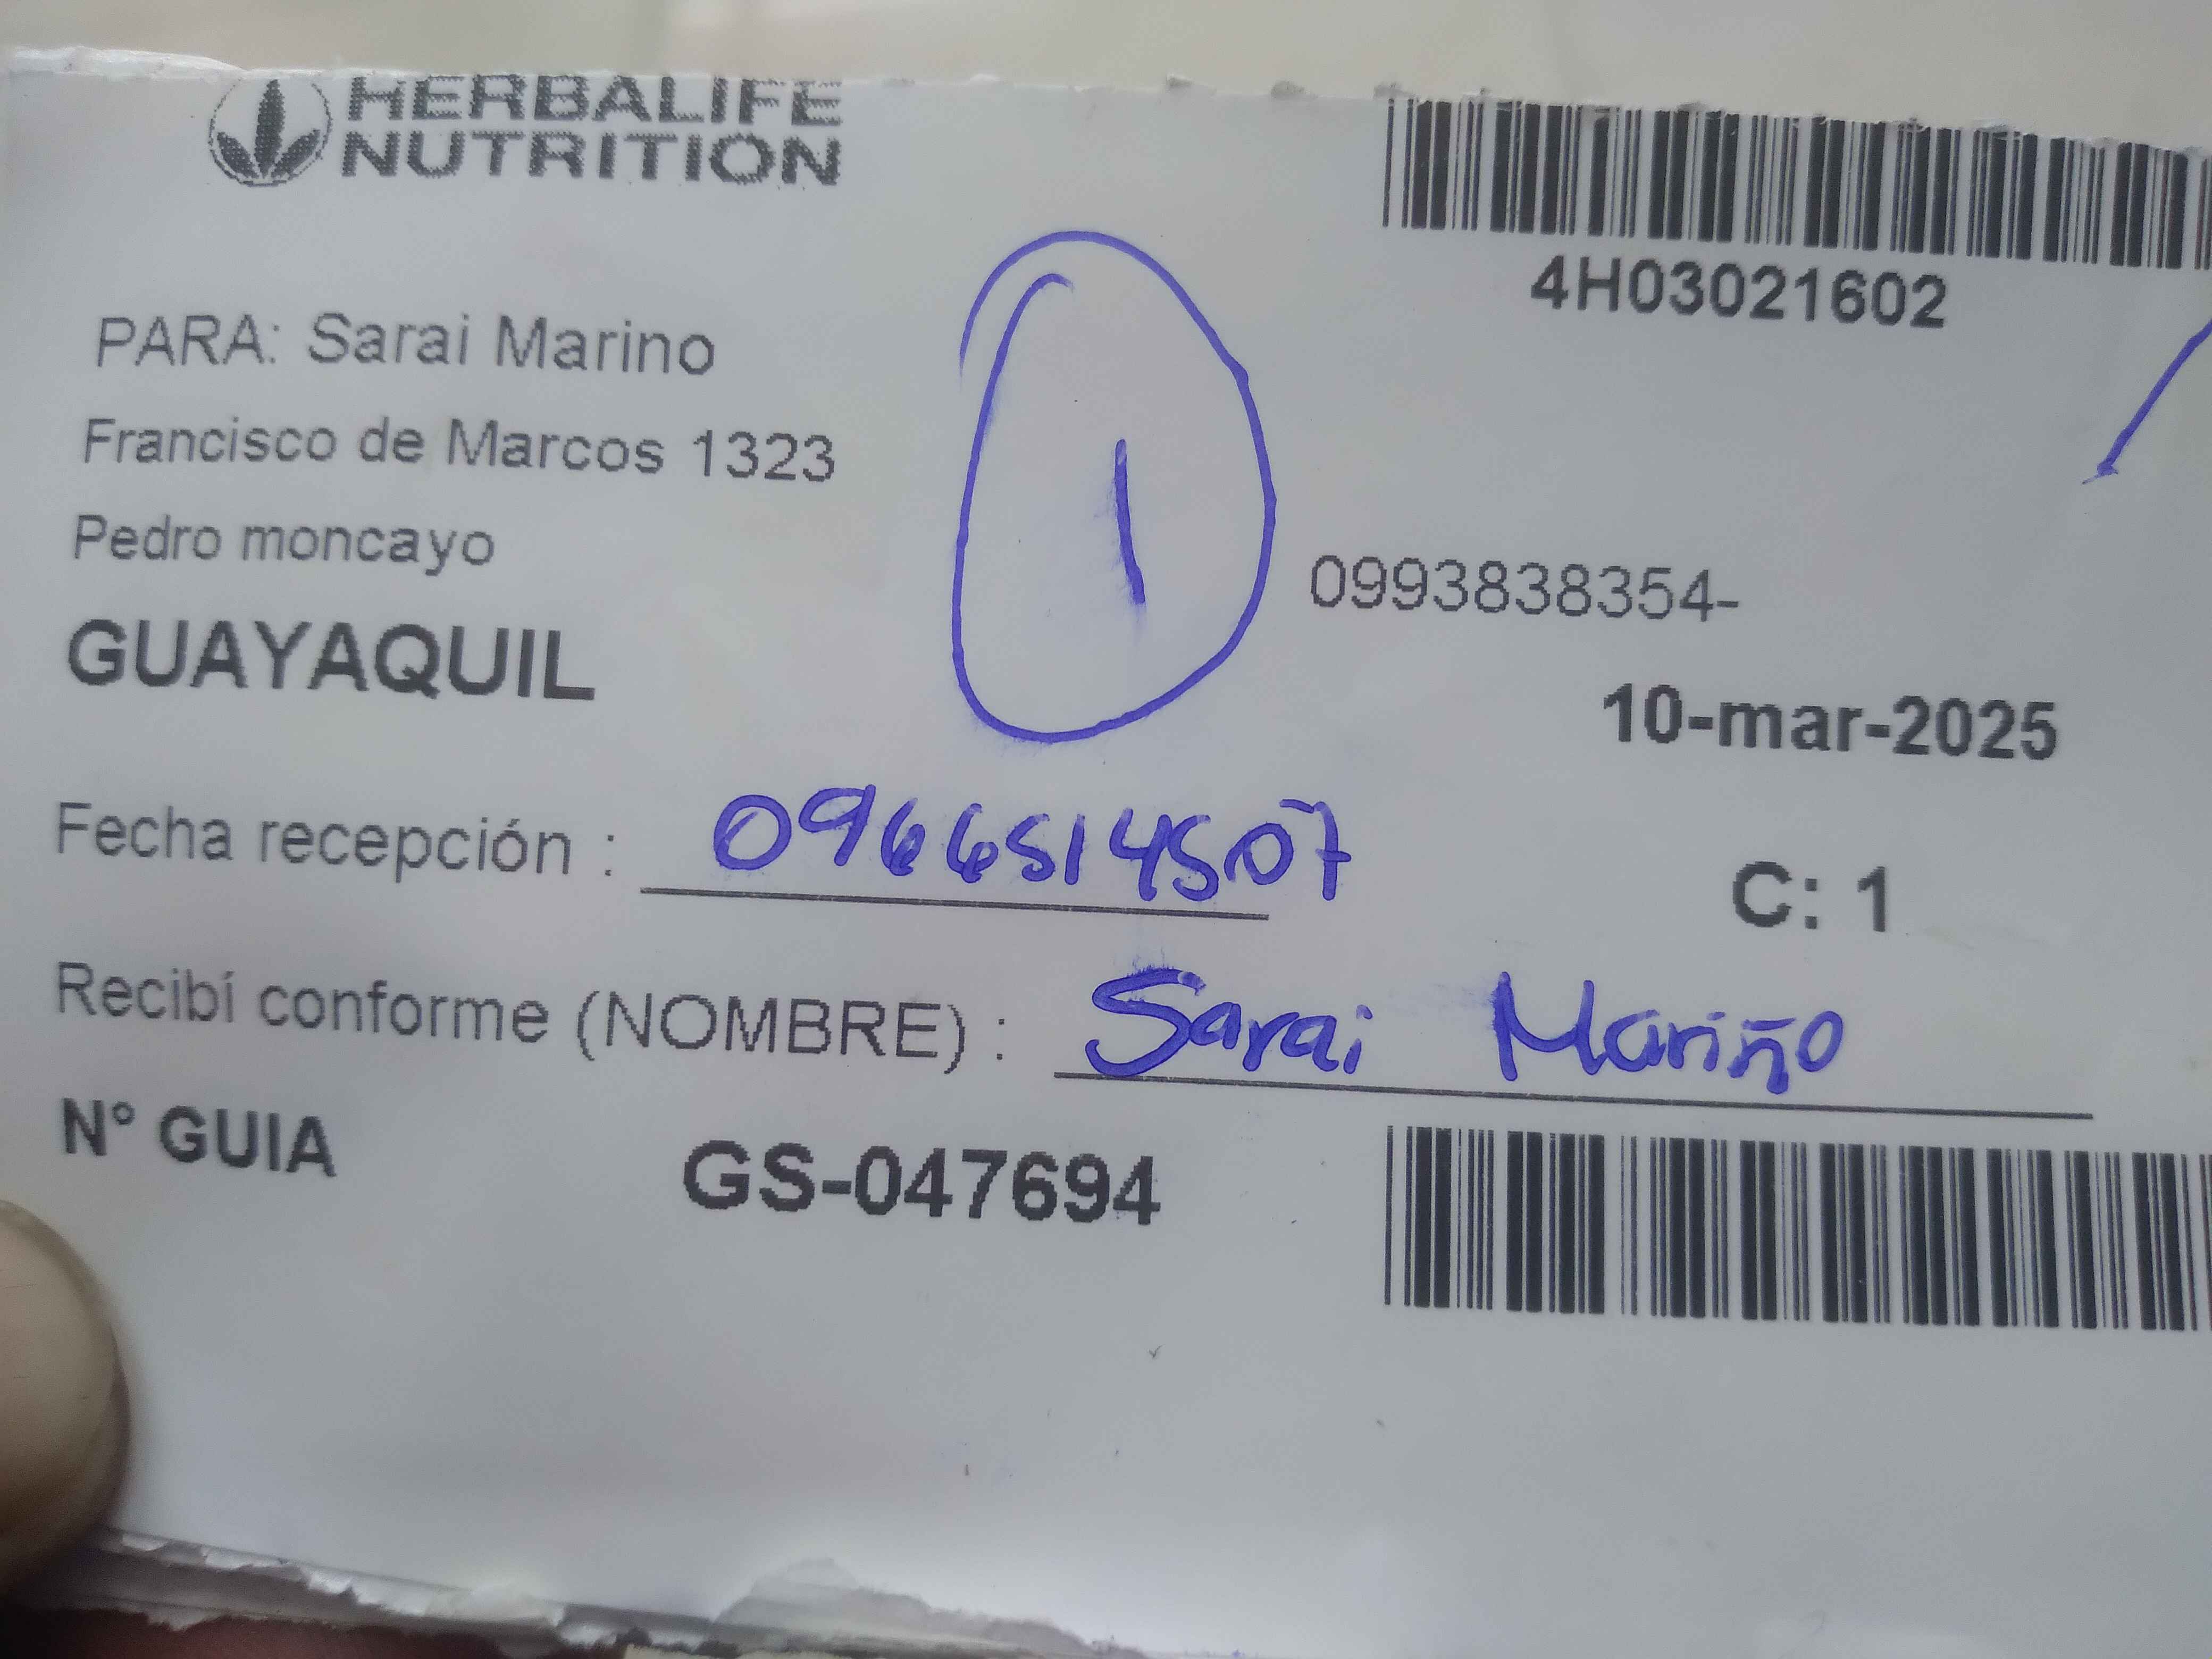 HERBALIFE
NUTRITION
4H03021602
PARA: Sarai Marino
Francisco de Marcos 1323
Pedro moncayo
GUAYAQUIL
1
0993838354-
10-mar-2025
Fecha recepción : 0966514507
C: 1
Recibí conforme (NOMBRE) : Sarai Mariño
N° GUIA GS-047694